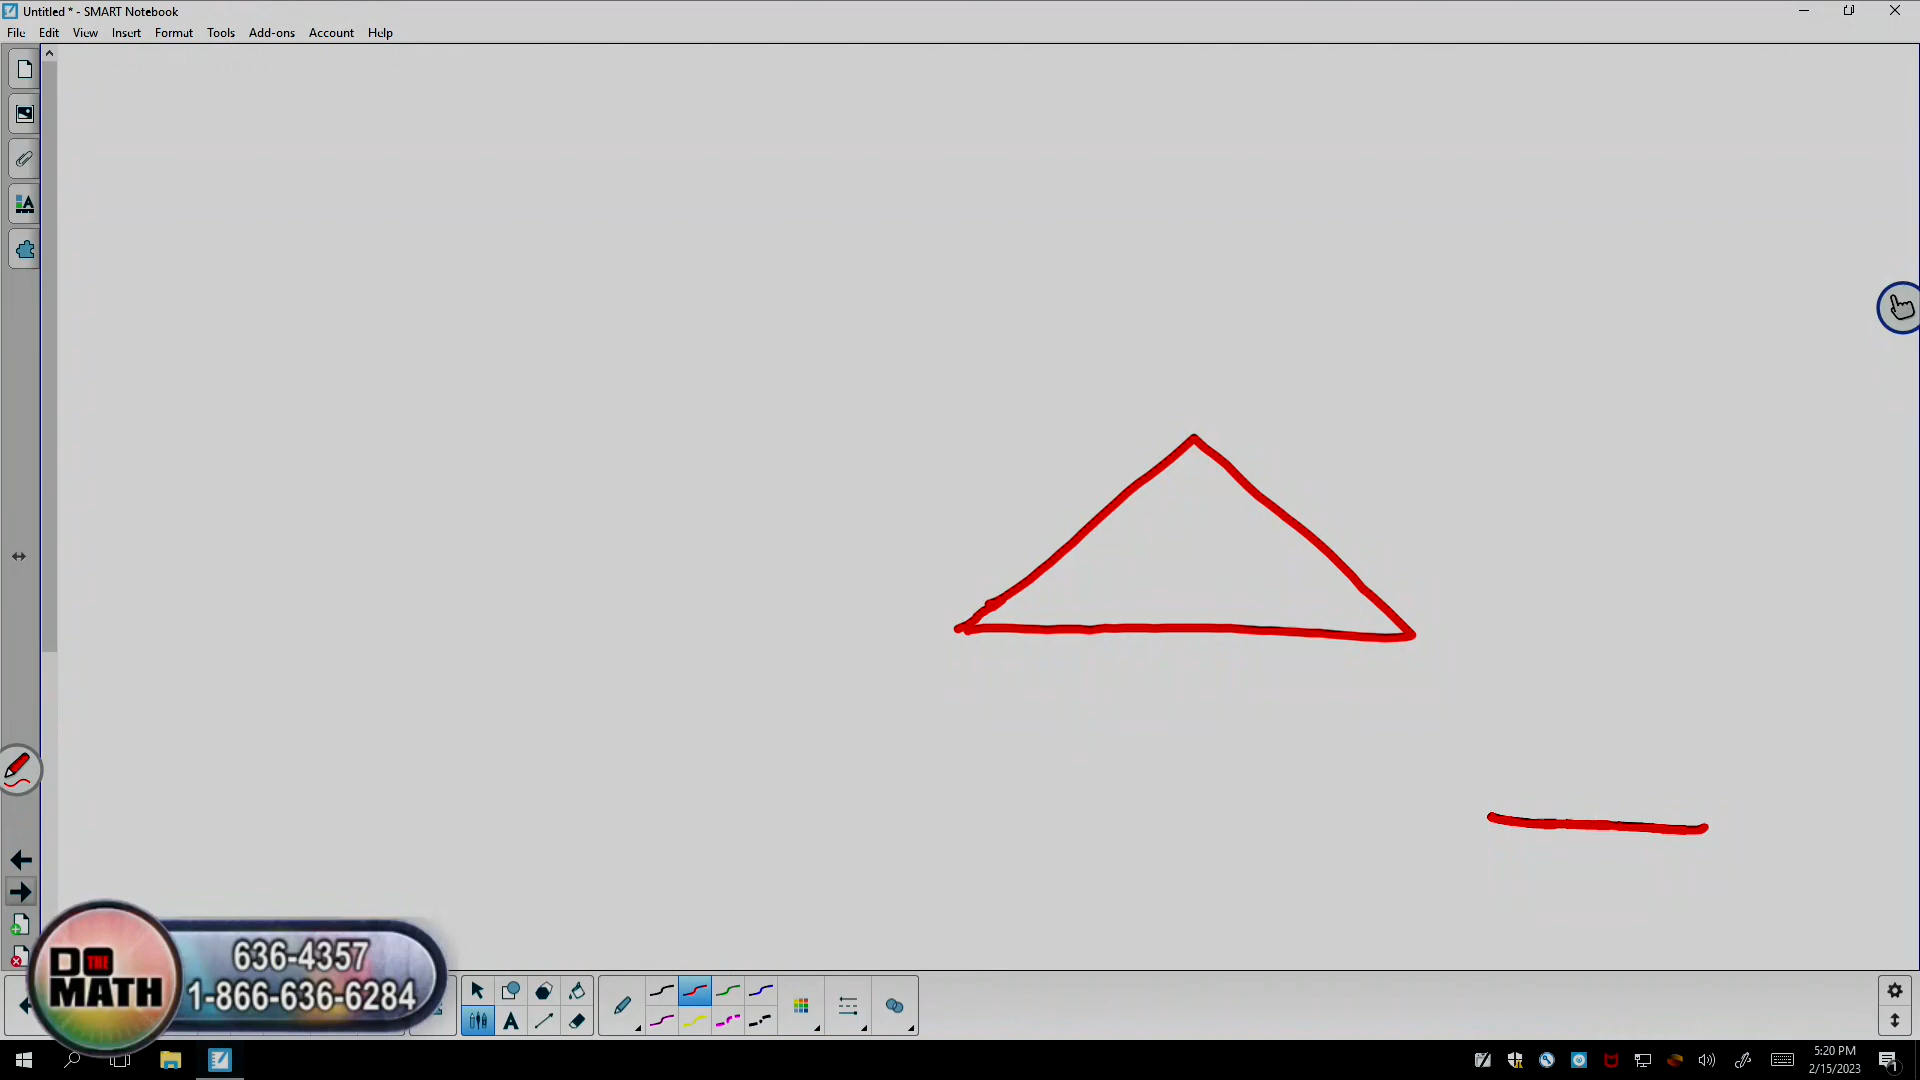 Untitled * - SMART Notebook
File Edit View Insert Format Tools Add-ons Account Help
DO THE MATH
636-4357
1-866-636-6284
5:20 PM
2/15/2023